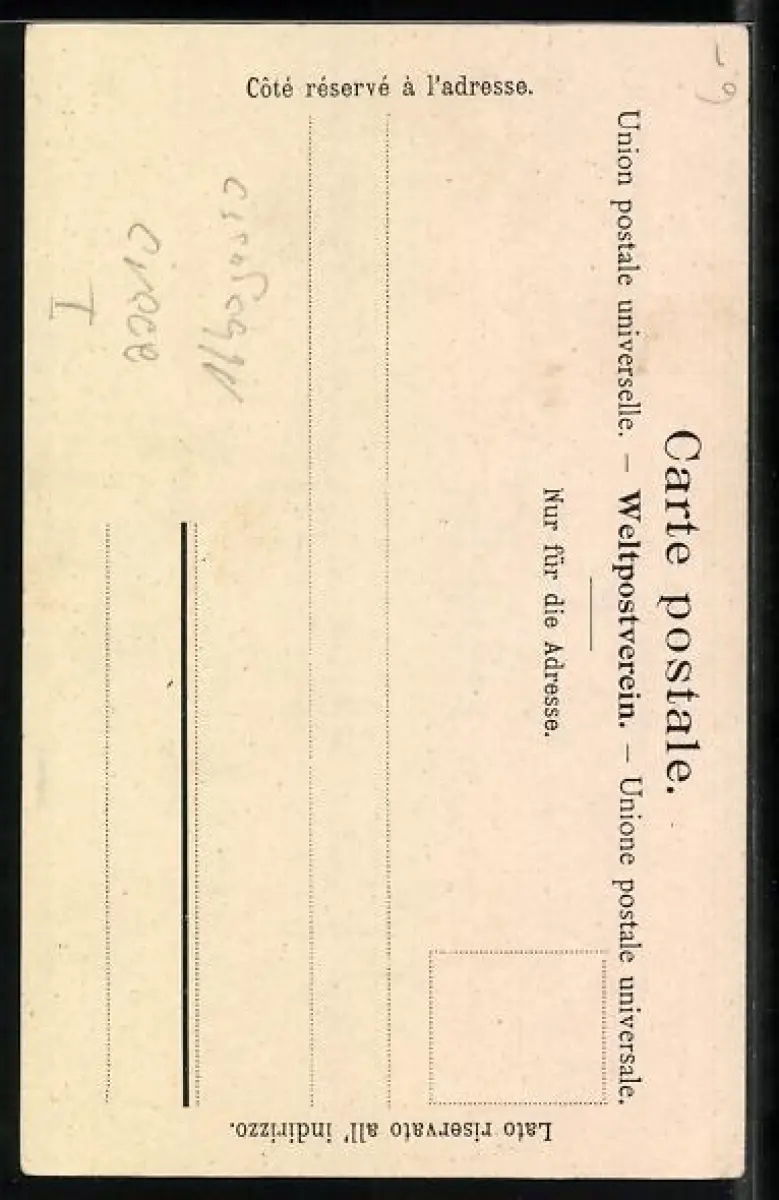 Carte postale.
Union postale universelle. – Weltpostverein. – Unione postale universale.
Nur für die Adresse.
Côté réservé à l'adresse.
Lato riservato all' indirizzo.
I